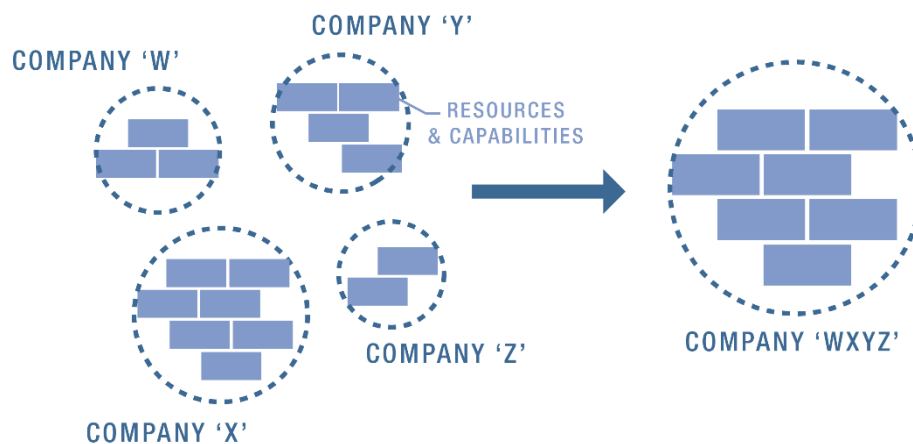 COMPANY ‘Y’
COMPANY ‘W’
RESOURCES
& CAPABILITIES
COMPANY ‘Z’
COMPANY ‘X’
COMPANY ‘WXYZ’